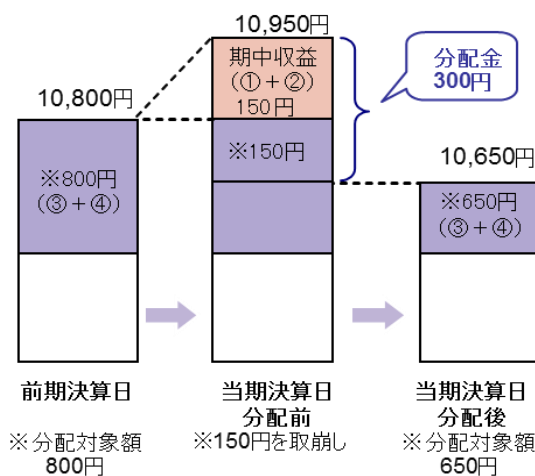 10,950円
期中収益
(①+②)
150円
分配金
300円
10,800円
※800円
(③+④)
※150円
10,650円
※650円
(③+④)
前期決算日
当期決算日
分配前
当期決算日
分配後
※分配対象額
800円
※150円を取崩し
※分配対象額
650円